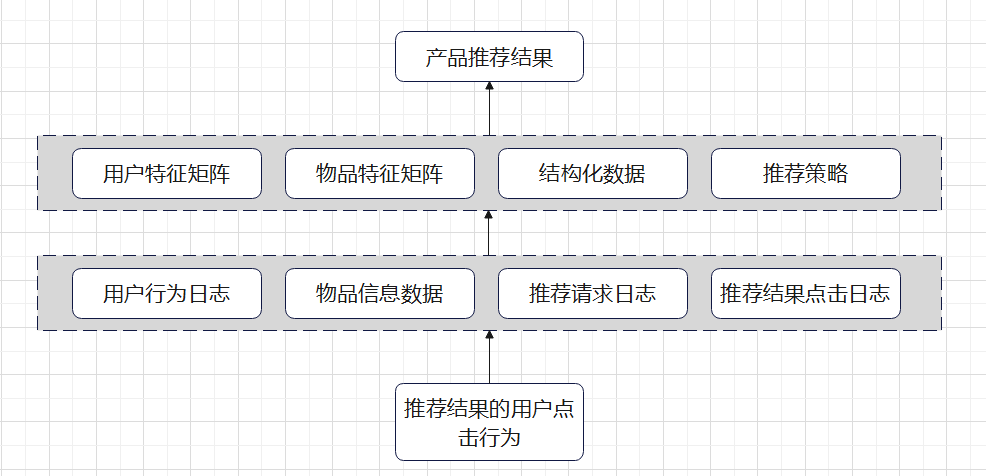 产品推荐结果
用户特征矩阵
物品特征矩阵
结构化数据
推荐策略
用户行为日志
物品信息数据
推荐请求日志
推荐结果点击日志
推荐结果的用户点
击行为